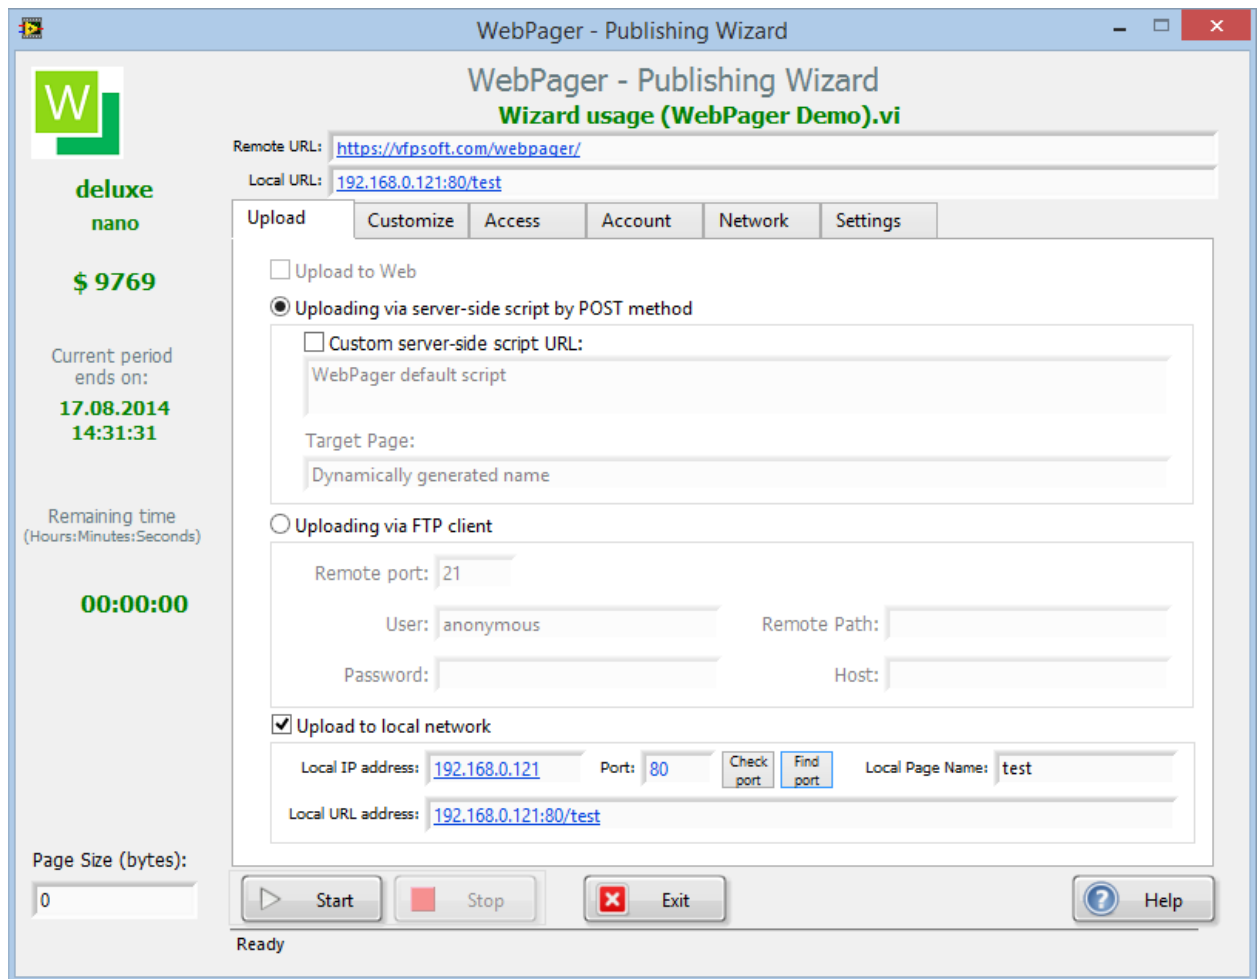 WebPager - Publishing Wizard
W
WebPager - Publishing Wizard
Wizard usage (WebPager Demo).vi
Remote URL: https://vfpsoft.com/webpager/
Local URL: 192.168.0.121:80/test
deluxe
nano
$ 9769
Current period
ends on:
17.08.2014
14:31:31
Remaining time
(Hours:Minutes:Seconds)
00:00:00
Page Size (bytes):
0
Upload Customize Access Account Network Settings
Upload to Web
Uploading via server-side script by POST method
Custom server-side script URL:
WebPager default script
Target Page:
Dynamically generated name
Uploading via FTP client
Remote port: 21
User: anonymous Remote Path:
Password: Host:
Upload to local network
Local IP address: 192.168.0.121 Port: 80 Check port Find port Local Page Name: test
Local URL address: 192.168.0.121:80/test
Start Stop Exit Help
Ready